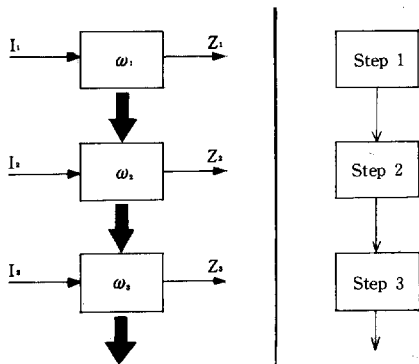 I₁ ω₁ Z₁ Step 1
I₂ ω₂ Z₂ Step 2
I₃ ω₃ Z₃ Step 3